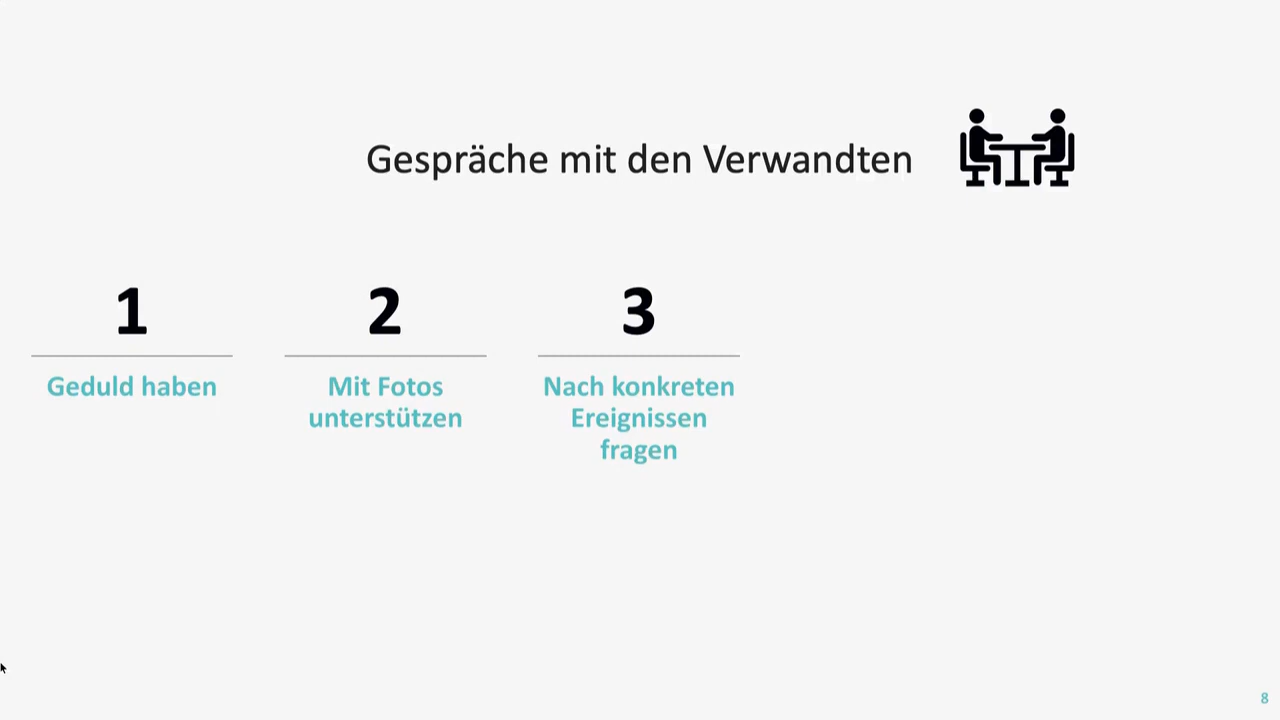 Gespräche mit den Verwandten
1
Geduld haben
2
Mit Fotos
unterstützen
3
Nach konkreten
Ereignissen
fragen
8